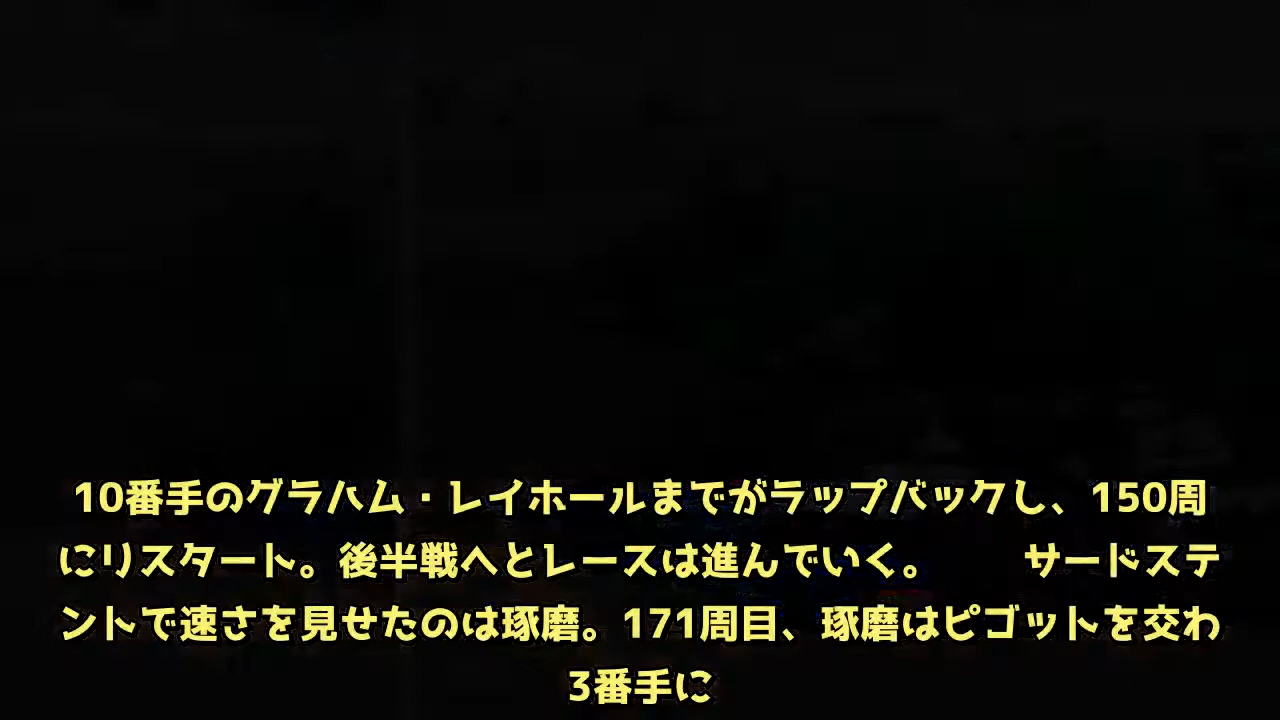 10番手のグラハム・レイホールまでがラップバックし、150周
にリスタート。後半戦へとレースは進んでいく。　　サードステ
ントで速さを見せたのは琢磨。171周目、琢磨はピゴットを交わ
3番手に